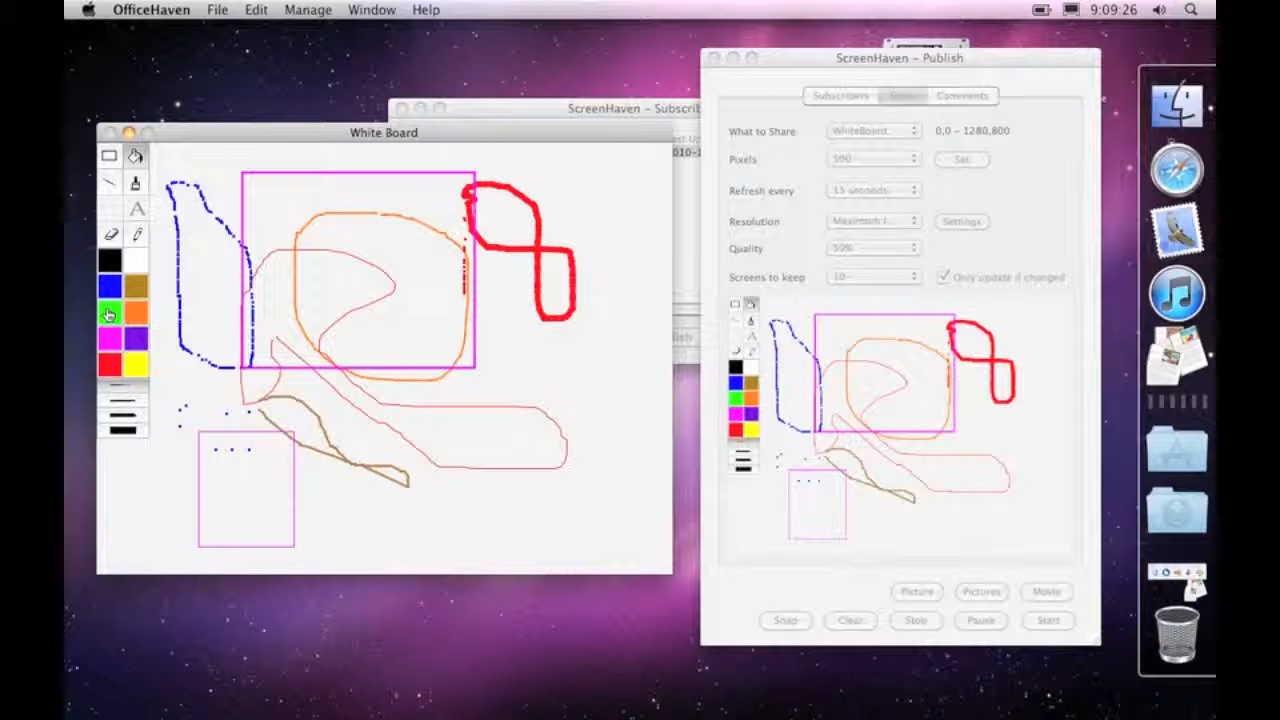 OfficeHaven File Edit Manage Window Help 9:09:26
ScreenHaven – Publish
Subscribers Comments
ScreenHaven – Subscrib
White Board
What to Share WhiteBoard 0,0 – 1280,800
Pixels 500 Set
Refresh every 15 seconds
Resolution Maximum Settings
Quality 50%
Screens to keep 10 Only update if changed
A
A
Picture Pictures Movie
Snap Clear Stop Pause Start